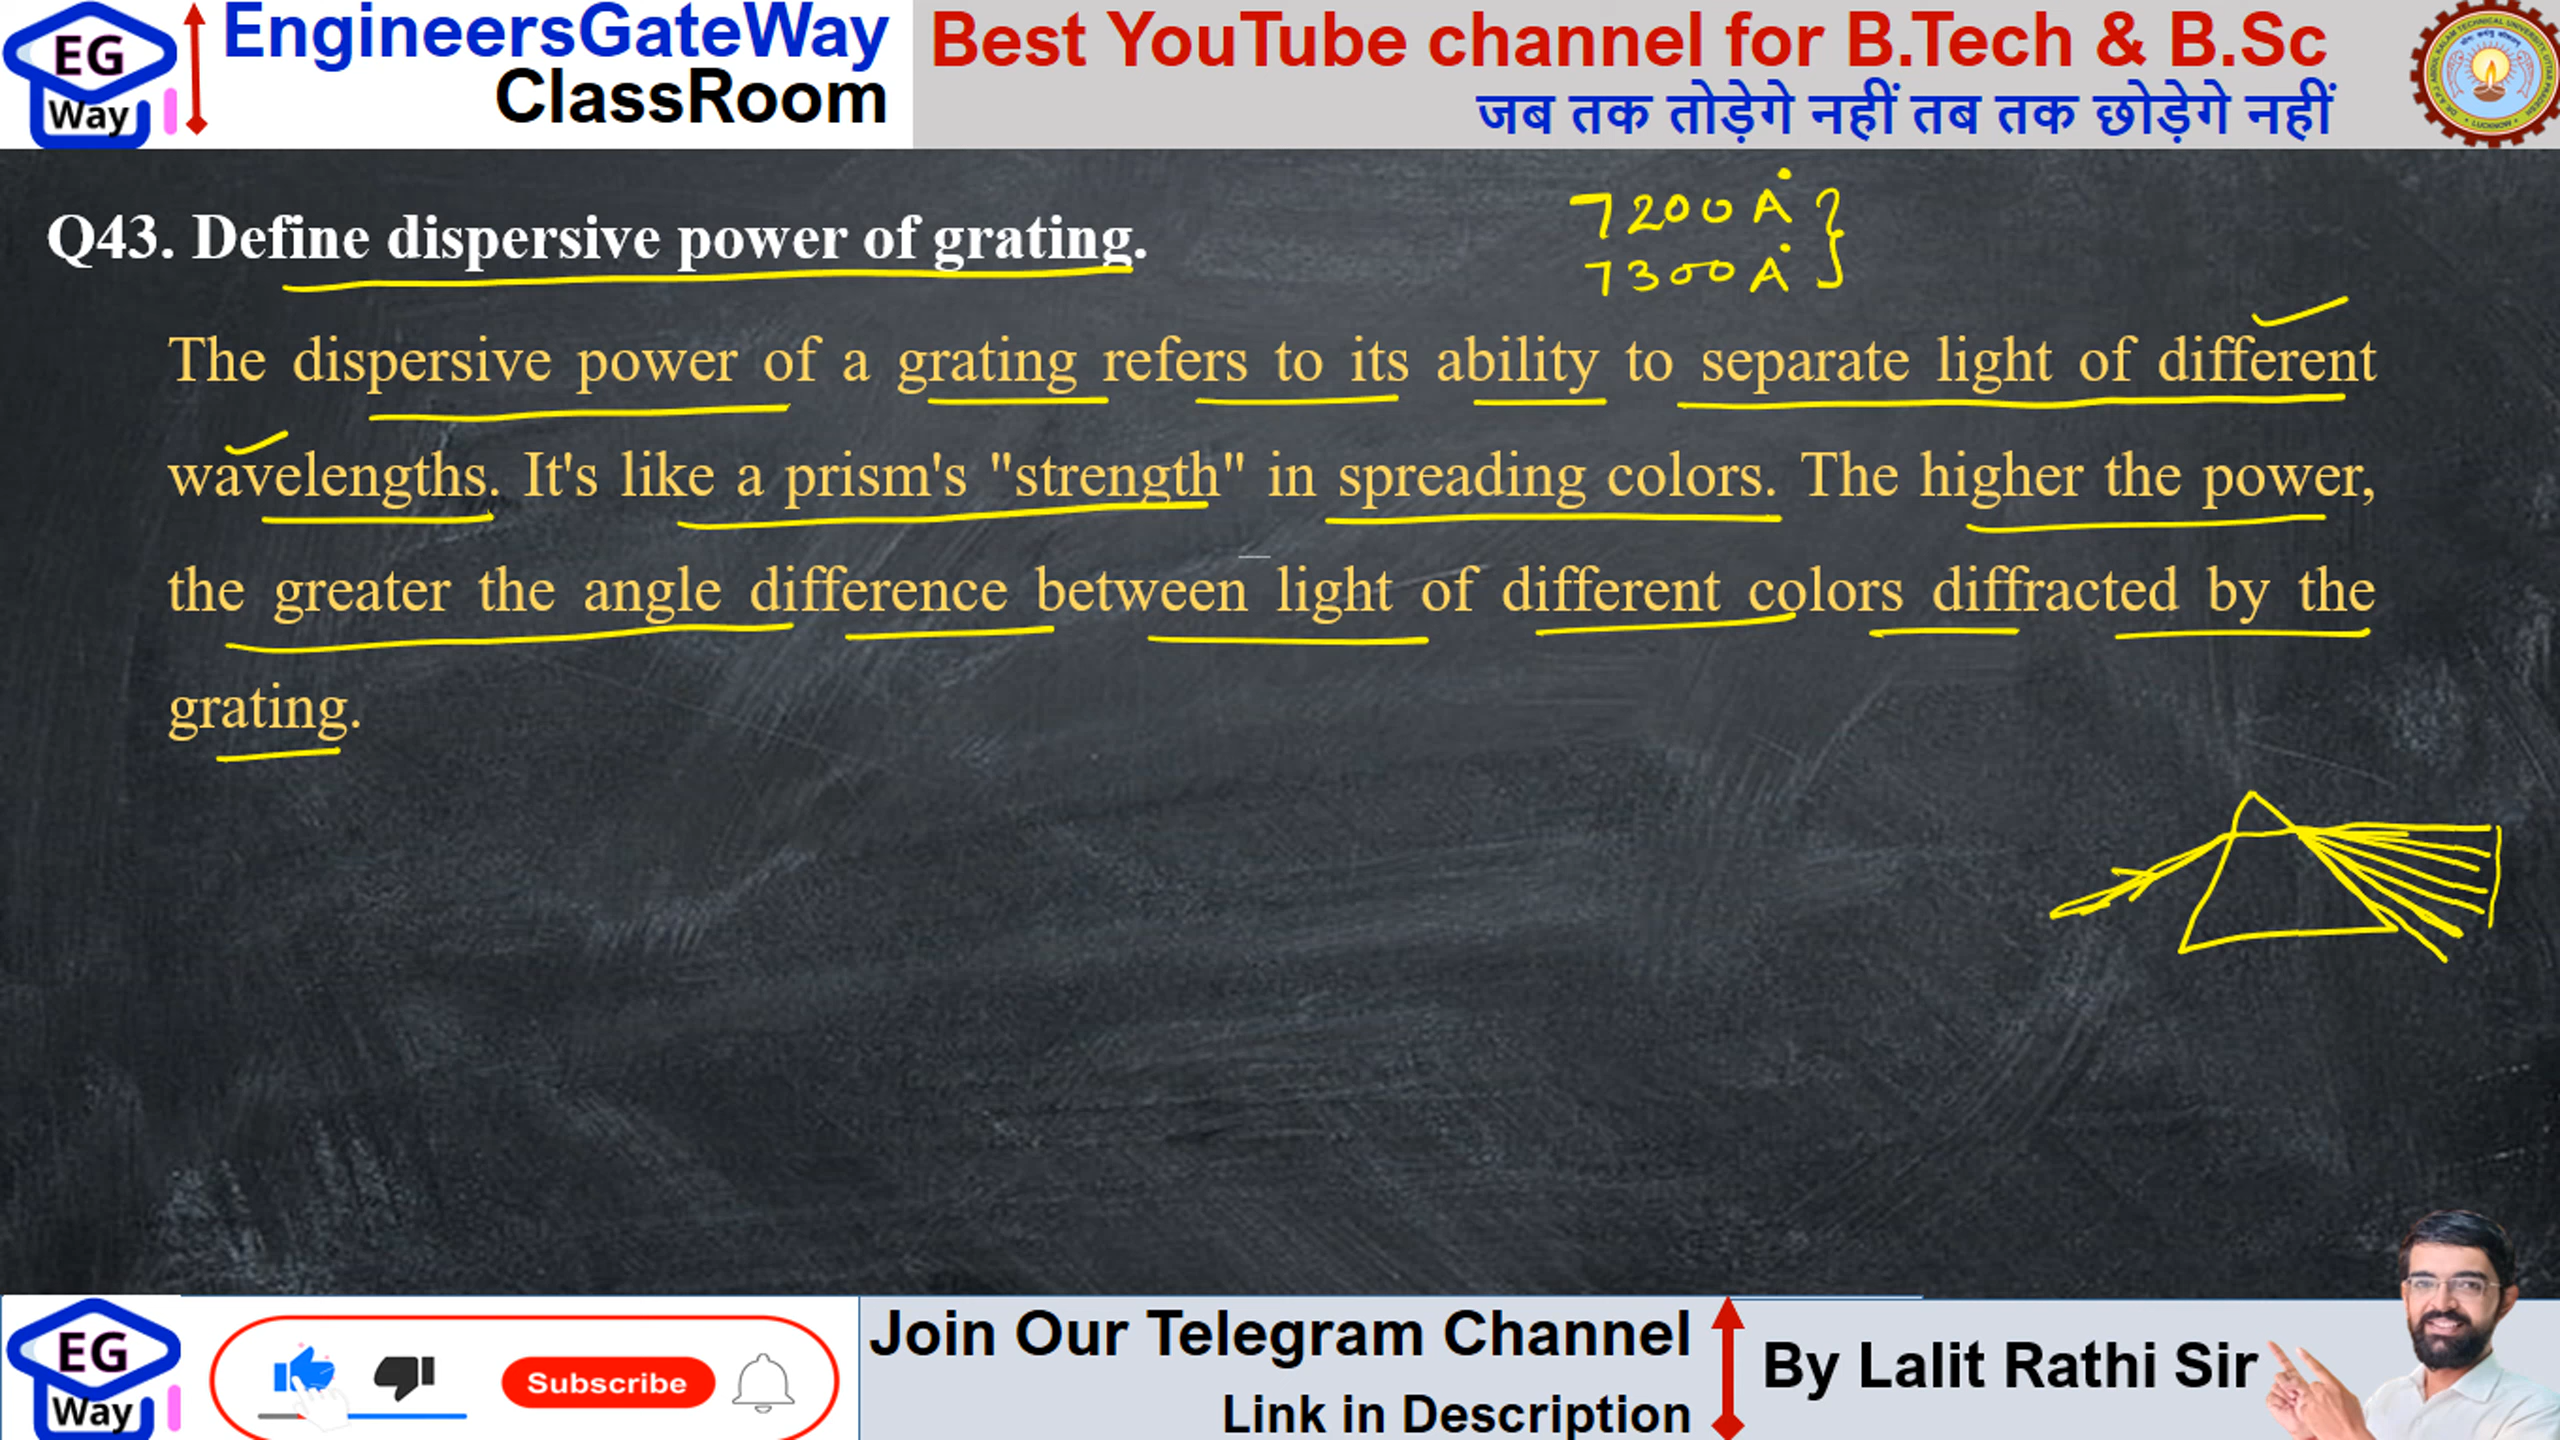 EG
Way
EngineersGateWay
ClassRoom
Best YouTube channel for B.Tech & B.Sc
जब तक तोड़ेगे नहीं तब तक छोड़ेगे नहीं
7200 Å
7300 Å
Q43. Define dispersive power of grating.
The dispersive power of a grating refers to its ability to separate light of different
wavelengths. It's like a prism's "strength" in spreading colors. The higher the power,
the greater the angle difference between light of different colors diffracted by the
grating.
EG
Way
Subscribe
Join Our Telegram Channel
Link in Description
By Lalit Rathi Sir